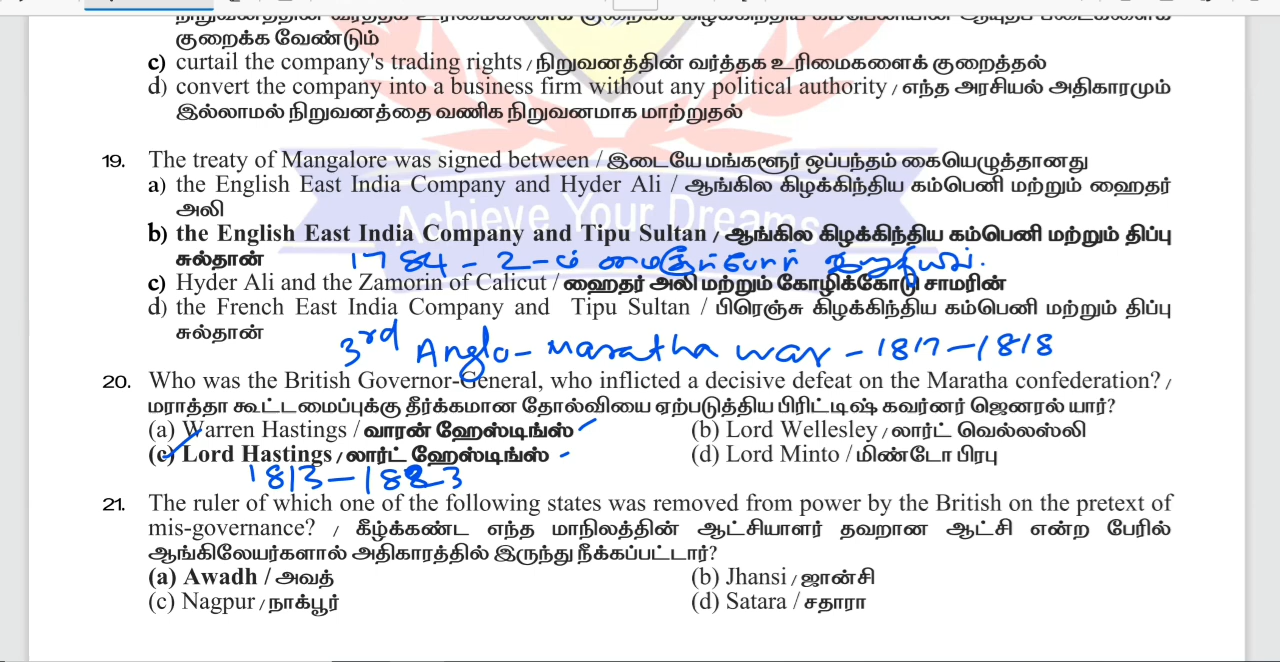 குறைக்க வேண்டும்
c) curtail the company's trading rights / நிறுவனத்தின் வர்த்தக உரிமைகளைக் குறைத்தல்
d) convert the company into a business firm without any political authority / எந்த அரசியல் அதிகாரமும்
இல்லாமல் நிறுவனத்தை வணிக நிறுவனமாக மாற்றுதல்
19. The treaty of Mangalore was signed between / இடையே மங்களூர் ஒப்பந்தம் கையெழுத்தானது
a) the English East India Company and Hyder Ali / ஆங்கில கிழக்கிந்திய கம்பெனி மற்றும் ஹைதர்
அலி
Achieve Your Dreams
b) the English East India Company and Tipu Sultan / ஆங்கில கிழக்கிந்திய கம்பெனி மற்றும் திப்பு
சுல்தான் 1784 - 2-ம் மைசூர் போர்
c) Hyder Ali and the Zamorin of Calicut / ஹைதர் அலி மற்றும் கோழிக்கோடு சாமரின்
d) the French East India Company and Tipu Sultan / பிரெஞ்சு கிழக்கிந்திய கம்பெனி மற்றும் திப்பு
சுல்தான்
3rd Anglo-Maratha war - 1817-1818
20. Who was the British Governor-General, who inflicted a decisive defeat on the Maratha confederation? /
மராத்தா கூட்டமைப்புக்கு தீர்க்கமான தோல்வியை ஏற்படுத்திய பிரிட்டிஷ் கவர்னர் ஜெனரல் யார்?
(a) Warren Hastings / வாரன் ஹேஸ்டிங்ஸ் (b) Lord Wellesley / லார்ட் வெல்லஸ்லி
(c) Lord Hastings / லார்ட் ஹேஸ்டிங்ஸ் (d) Lord Minto / மிண்டோ பிரபு
1813-1823
21. The ruler of which one of the following states was removed from power by the British on the pretext of
mis-governance? / கீழ்க்கண்ட எந்த மாநிலத்தின் ஆட்சியாளர் தவறான ஆட்சி என்ற பேரில்
ஆங்கிலேயர்களால் அதிகாரத்தில் இருந்து நீக்கப்பட்டார்?
(a) Awadh / அவத் (b) Jhansi / ஜான்சி
(c) Nagpur / நாக்பூர் (d) Satara / சதாரா